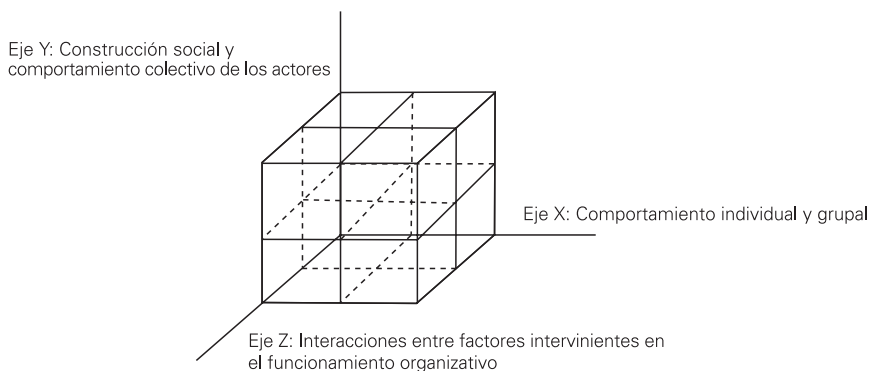 Eje Y: Construcción social y
comportamiento colectivo de los actores
Eje X: Comportamiento individual y grupal
Eje Z: Interacciones entre factores intervinientes en
el funcionamiento organizativo